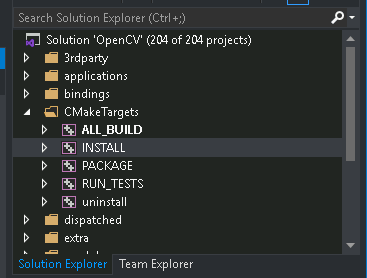 Search Solution Explorer (Ctrl+;)
Solution 'OpenCV' (204 of 204 projects)
3rdparty
applications
bindings
CMakeTargets
ALL_BUILD
INSTALL
PACKAGE
RUN_TESTS
uninstall
dispatched
extra
Solution Explorer Team Explorer